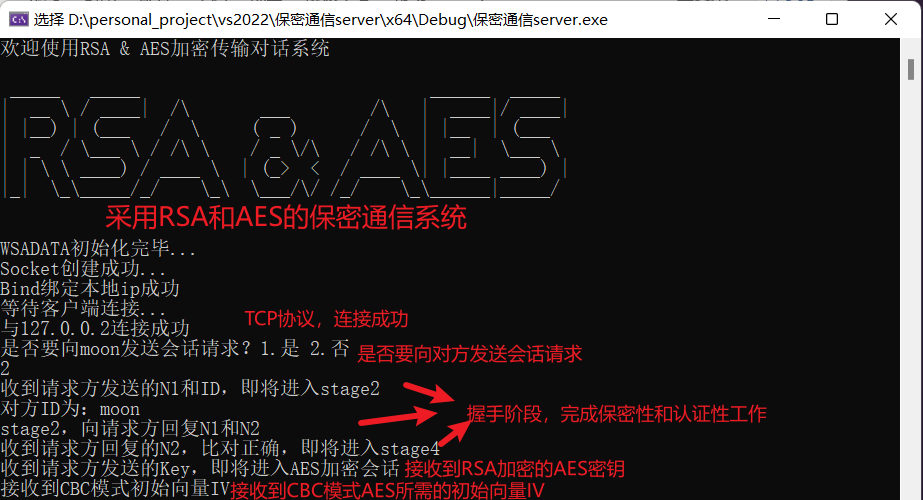 选择 D:\personal_project\vs2022\保密通信server\x64\Debug\保密通信server.exe
欢迎使用RSA & AES加密传输对话系统
RSA & AES
采用RSA和AES的保密通信系统
WSADATA初始化完毕...
Socket创建成功...
Bind绑定本地ip成功
等待客户端连接...
与127.0.0.2连接成功 TCP协议，连接成功
是否要向moon发送会话请求？1.是 2.否 是否要向对方发送会话请求
2
收到请求方发送的N1和ID，即将进入stage2
对方ID为：moon 握手阶段，完成保密性和认证性工作
stage2，向请求方回复N1和N2
收到请求方回复的N2，比对正确，即将进入stage4
收到请求方发送的Key，即将进入AES加密会话 接收到RSA加密的AES密钥
接收到CBC模式初始向量IV 接收到CBC模式AES所需的初始向量IV